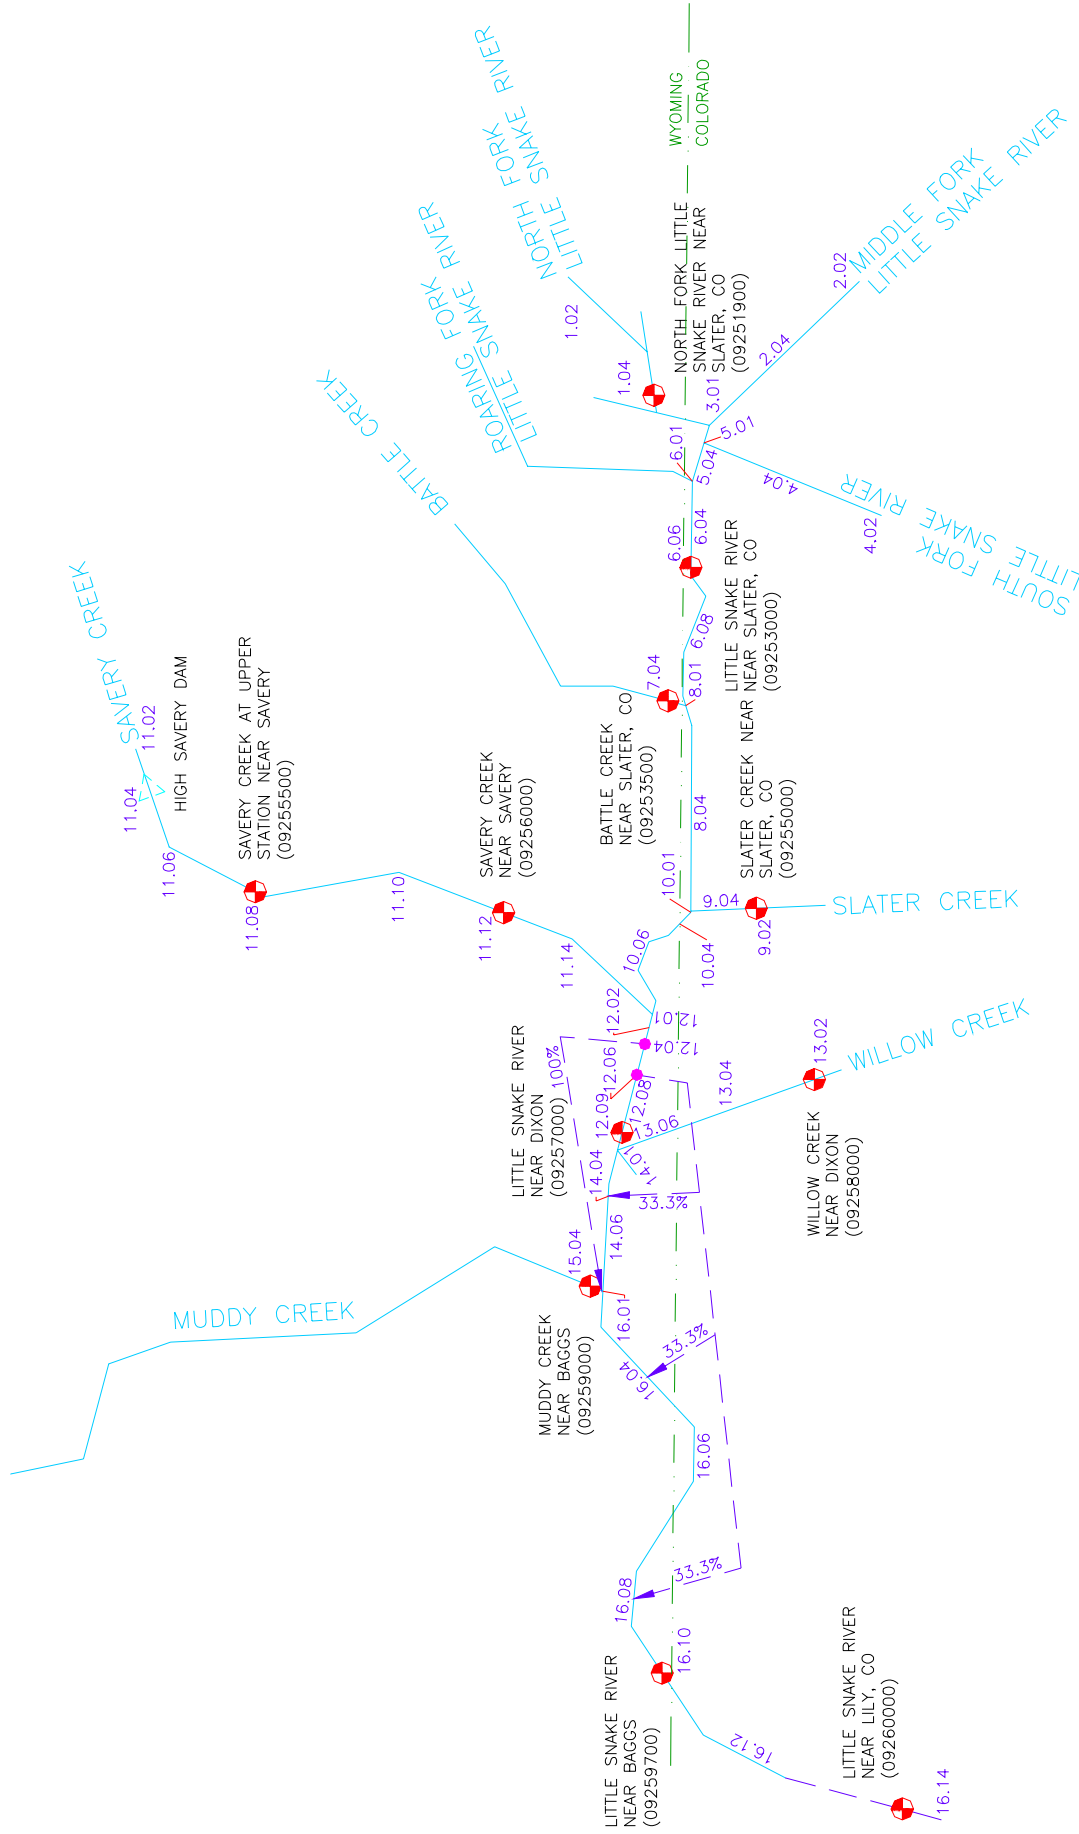 NORTH FORK
LITTLE SNAKE RIVER
ROARING FORK RIVER
LITTLE SNAKE RIVER
BATTLE CREEK
SAVERY CREEK
WYOMING
COLORADO
MIDDLE FORK
LITTLE SNAKE RIVER
SOUTH FORK
LITTLE SNAKE RIVER
1.02
1.04
2.02
2.04
3.01
4.02
4.04
5.01
5.04
6.01
6.04
6.06
6.08
NORTH FORK LITTLE
SNAKE RIVER NEAR
SLATER, CO
(09251900)
LITTLE SNAKE RIVER
NEAR SLATER, CO
(09253000)
7.04
8.01
8.04
BATTLE CREEK
NEAR SLATER, CO
(09253500)
SLATER CREEK NEAR
SLATER, CO
(09255000)
9.02
9.04
SLATER CREEK
10.01
10.04
10.06
11.02
11.04
HIGH SAVERY DAM
11.06
11.08
SAVERY CREEK AT UPPER
STATION NEAR SAVERY
(09255500)
11.10
11.12
SAVERY CREEK
NEAR SAVERY
(09256000)
11.14
12.01
12.02
12.04
12.06
12.08
12.09
LITTLE SNAKE RIVER
NEAR DIXON
(09257000)
100%
13.02
13.04
13.06
WILLOW CREEK
WILLOW CREEK
NEAR DIXON
(09258000)
14.01
14.04
14.06
33.3%
15.04
MUDDY CREEK
MUDDY CREEK
NEAR BAGGS
(09259000)
16.01
16.04
33.3%
16.06
16.08
33.3%
16.10
LITTLE SNAKE RIVER
NEAR BAGGS
(09259700)
16.12
16.14
LITTLE SNAKE RIVER
NEAR LILY, CO
(09260000)